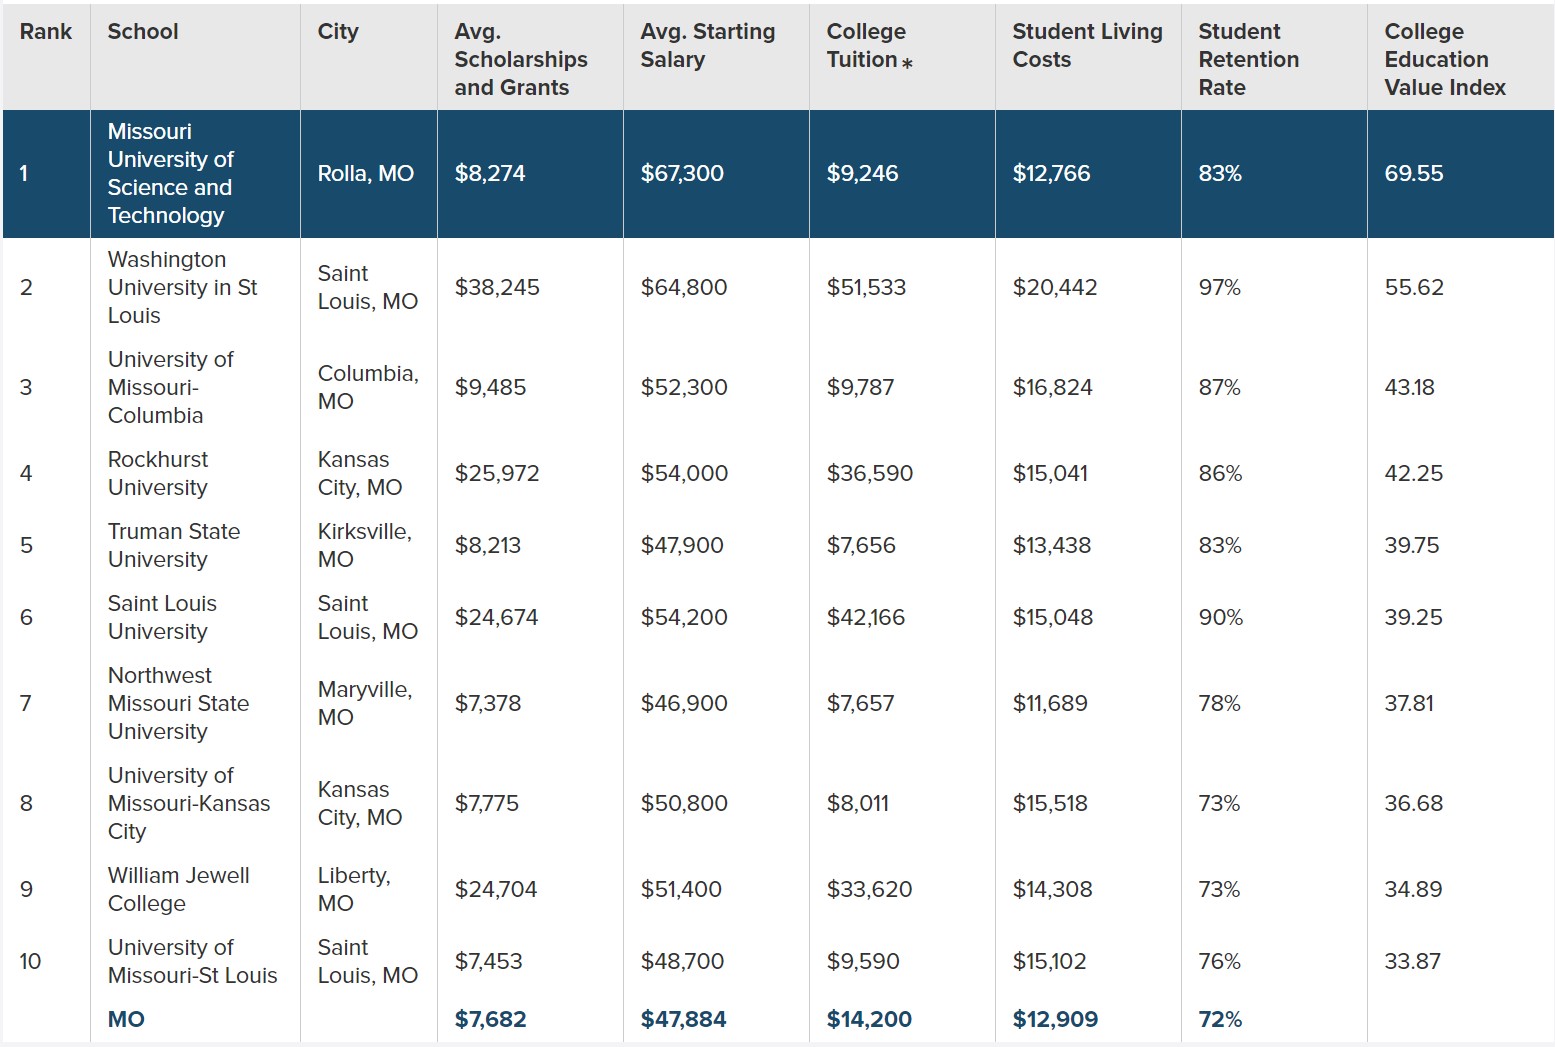 Rank School City Avg. Scholarships and Grants Avg. Starting Salary College Tuition* Student Living Costs Student Retention Rate College Education Value Index
1 Missouri University of Science and Technology Rolla, MO $8,274 $67,300 $9,246 $12,766 83% 69.55
2 Washington University in St Louis Saint Louis, MO $38,245 $64,800 $51,533 $20,442 97% 55.62
3 University of Missouri-Columbia Columbia, MO $9,485 $52,300 $9,787 $16,824 87% 43.18
4 Rockhurst University Kansas City, MO $25,972 $54,000 $36,590 $15,041 86% 42.25
5 Truman State University Kirksville, MO $8,213 $47,900 $7,656 $13,438 83% 39.75
6 Saint Louis University Saint Louis, MO $24,674 $54,200 $42,166 $15,048 90% 39.25
7 Northwest Missouri State University Maryville, MO $7,378 $46,900 $7,657 $11,689 78% 37.81
8 University of Missouri-Kansas City Kansas City, MO $7,775 $50,800 $8,011 $15,518 73% 36.68
9 William Jewell College Liberty, MO $24,704 $51,400 $33,620 $14,308 73% 34.89
10 University of Missouri-St Louis Saint Louis, MO $7,453 $48,700 $9,590 $15,102 76% 33.87
MO $7,682 $47,884 $14,200 $12,909 72%